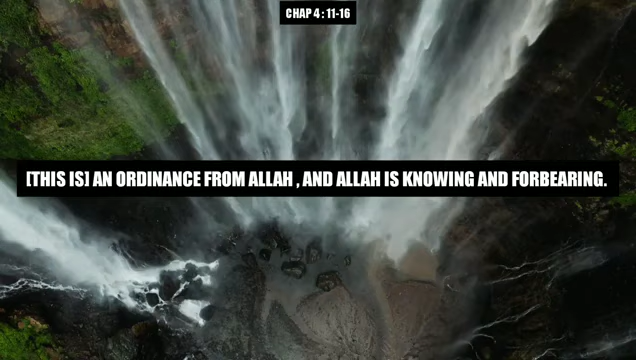 CHAP 4 : 11-16
[THIS IS] AN ORDINANCE FROM ALLAH , AND ALLAH IS KNOWING AND FORBEARING.